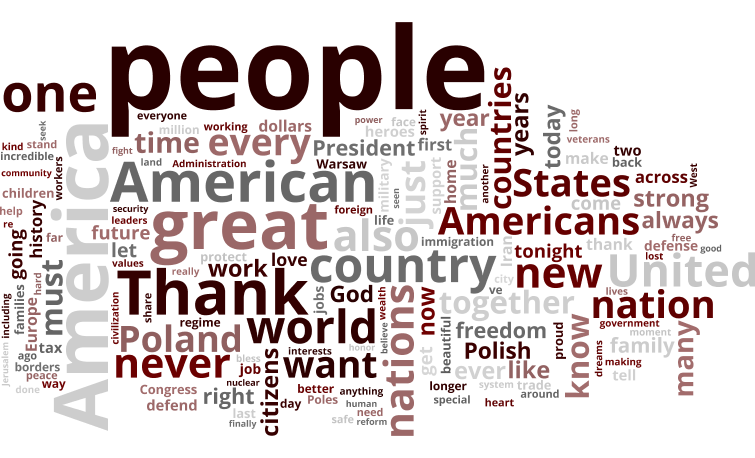 people
one
everyone
million
working
dollars
power
face
heroes
spirit
year
countries
years
today
long
veterans
seek
kind
stand
incredible
fight
time
every
President
first
land
Administration
Warsaw
much
make
two
back
community
workers
America
American
military
seen
just
support
home
another
States
across
West
children
help
re
history
security
leaders
foreign
life
come
strong
great
Americans
always
future
far
let
also
immigration
Iran
tonight
thank
defense
free
good
going
values
really
protect
work
love
country
city
ve
new
lost
United
must
families
hard
Europe
including
civilization
share
Thank
jobs
God
wealth
together
lives
nation
regime
world
nations
now
freedom
proud
government
moment
many
tax
ago
borders
peace
way
Jerusalem
done
Poland
never
bless
job
interests
honor
believe
want
get
beautiful
Polish
dreams
making
family
tell
nuclear
ever
like
know
Congress
defend
right
citizens
better
anything
longer
system
trade
around
special
heart
last
finally
day
Poles
human
need
safe
reform